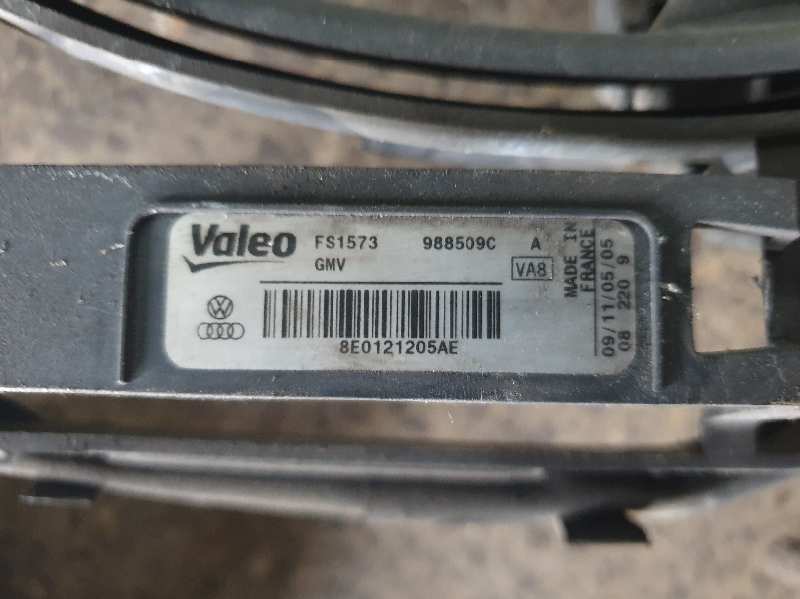 Valeo FS1573 988509C A
GMV VA8
8E0121205AE
MADE IN
FRANCE
09/11/05/05
08 220 9